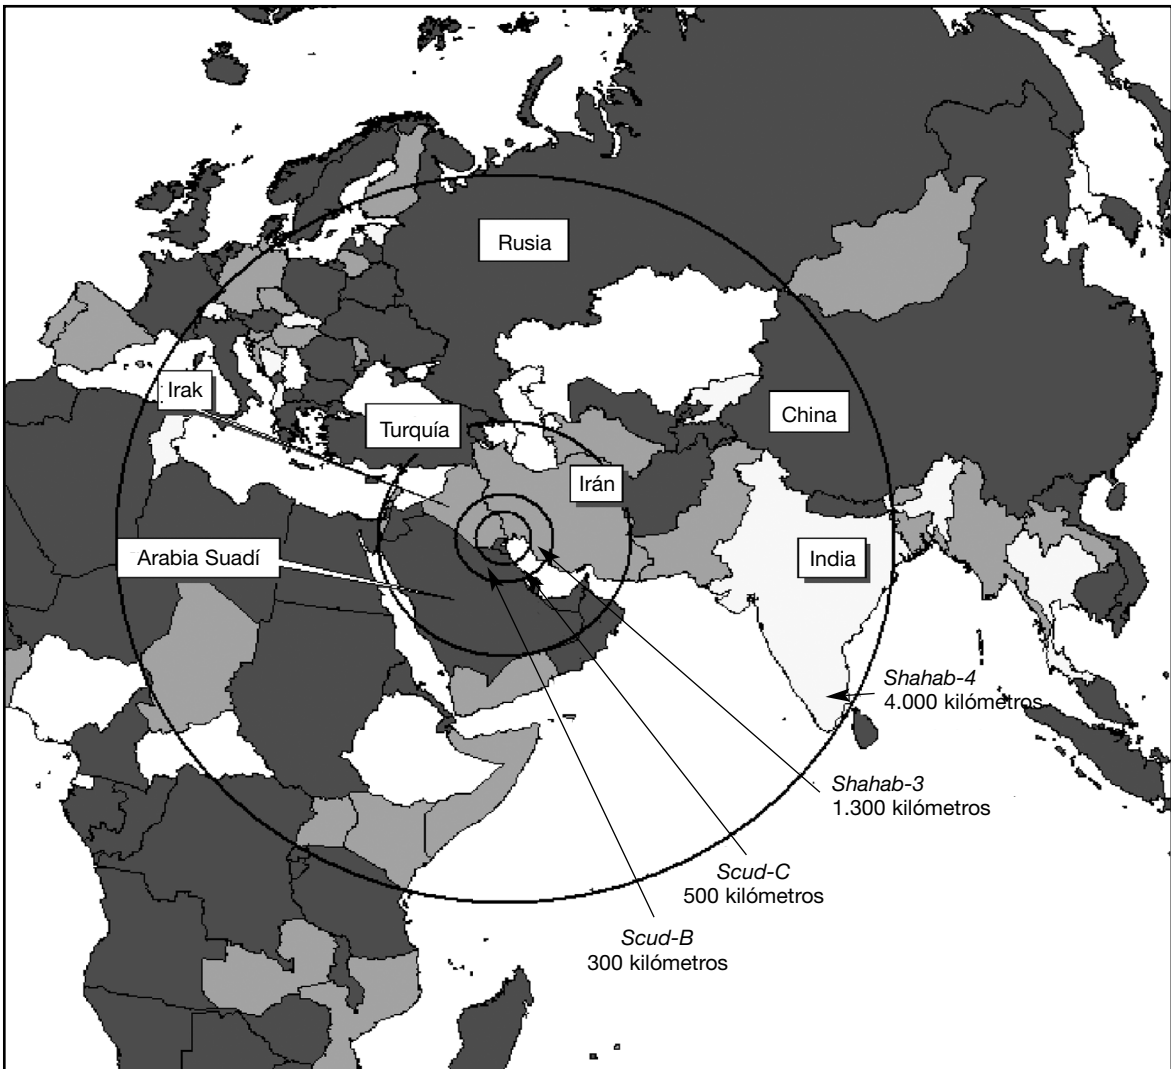 Rusia
Irak
China
Turquía
Irán
Arabia Suadí
India
Shahab-4
4.000 kilómetros
Shahab-3
1.300 kilómetros
Scud-C
500 kilómetros
Scud-B
300 kilómetros